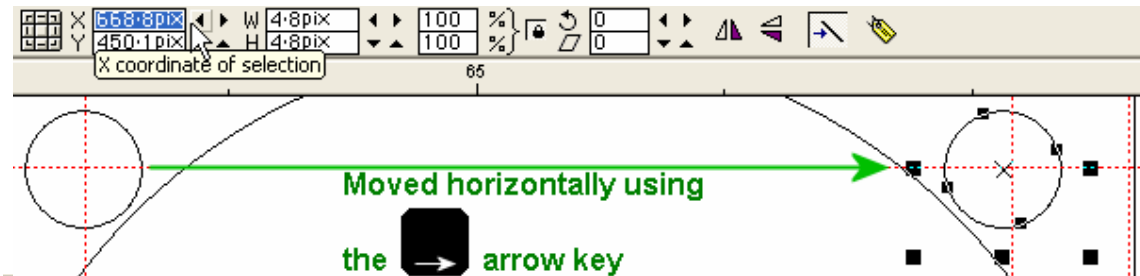 X 668·8pix W 4·8pix 100 % 0
Y 450·1pix H 4·8pix 100 % 0
X coordinate of selection
65
Moved horizontally using
the arrow key